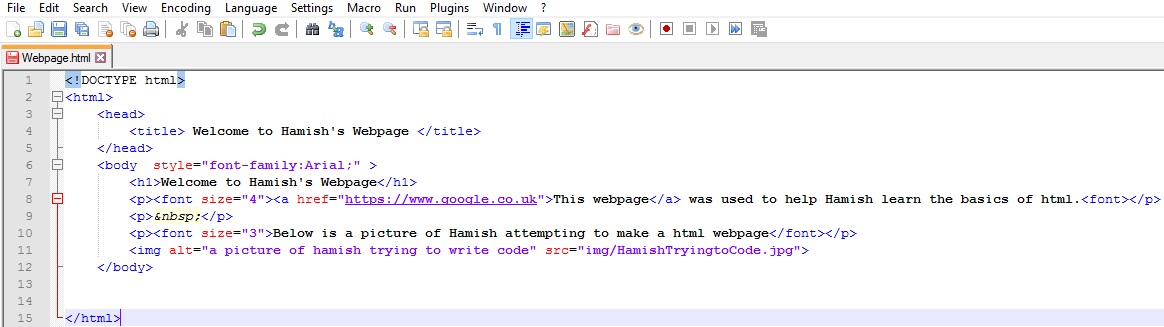 File Edit Search View Encoding Language Settings Macro Run Plugins Window ?
Webpage.html
1 <!DOCTYPE html>
2 <html>
3 <head>
4 <title> Welcome to Hamish's Webpage </title>
5 </head>
6 <body  style="font-family:Arial;" >
7 <h1>Welcome to Hamish's Webpage</h1>
8 <p><font size="4"><a href="https://www.google.co.uk">This webpage</a> was used to help Hamish learn the basics of html.<font></p>
9 <p>&nbsp;</p>
10 <p><font size="3">Below is a picture of Hamish attempting to make a html webpage</font></p>
11 <img alt="a picture of hamish trying to write code" src="img/HamishTryingtoCode.jpg">
12 </body>
13
14
15 </html>